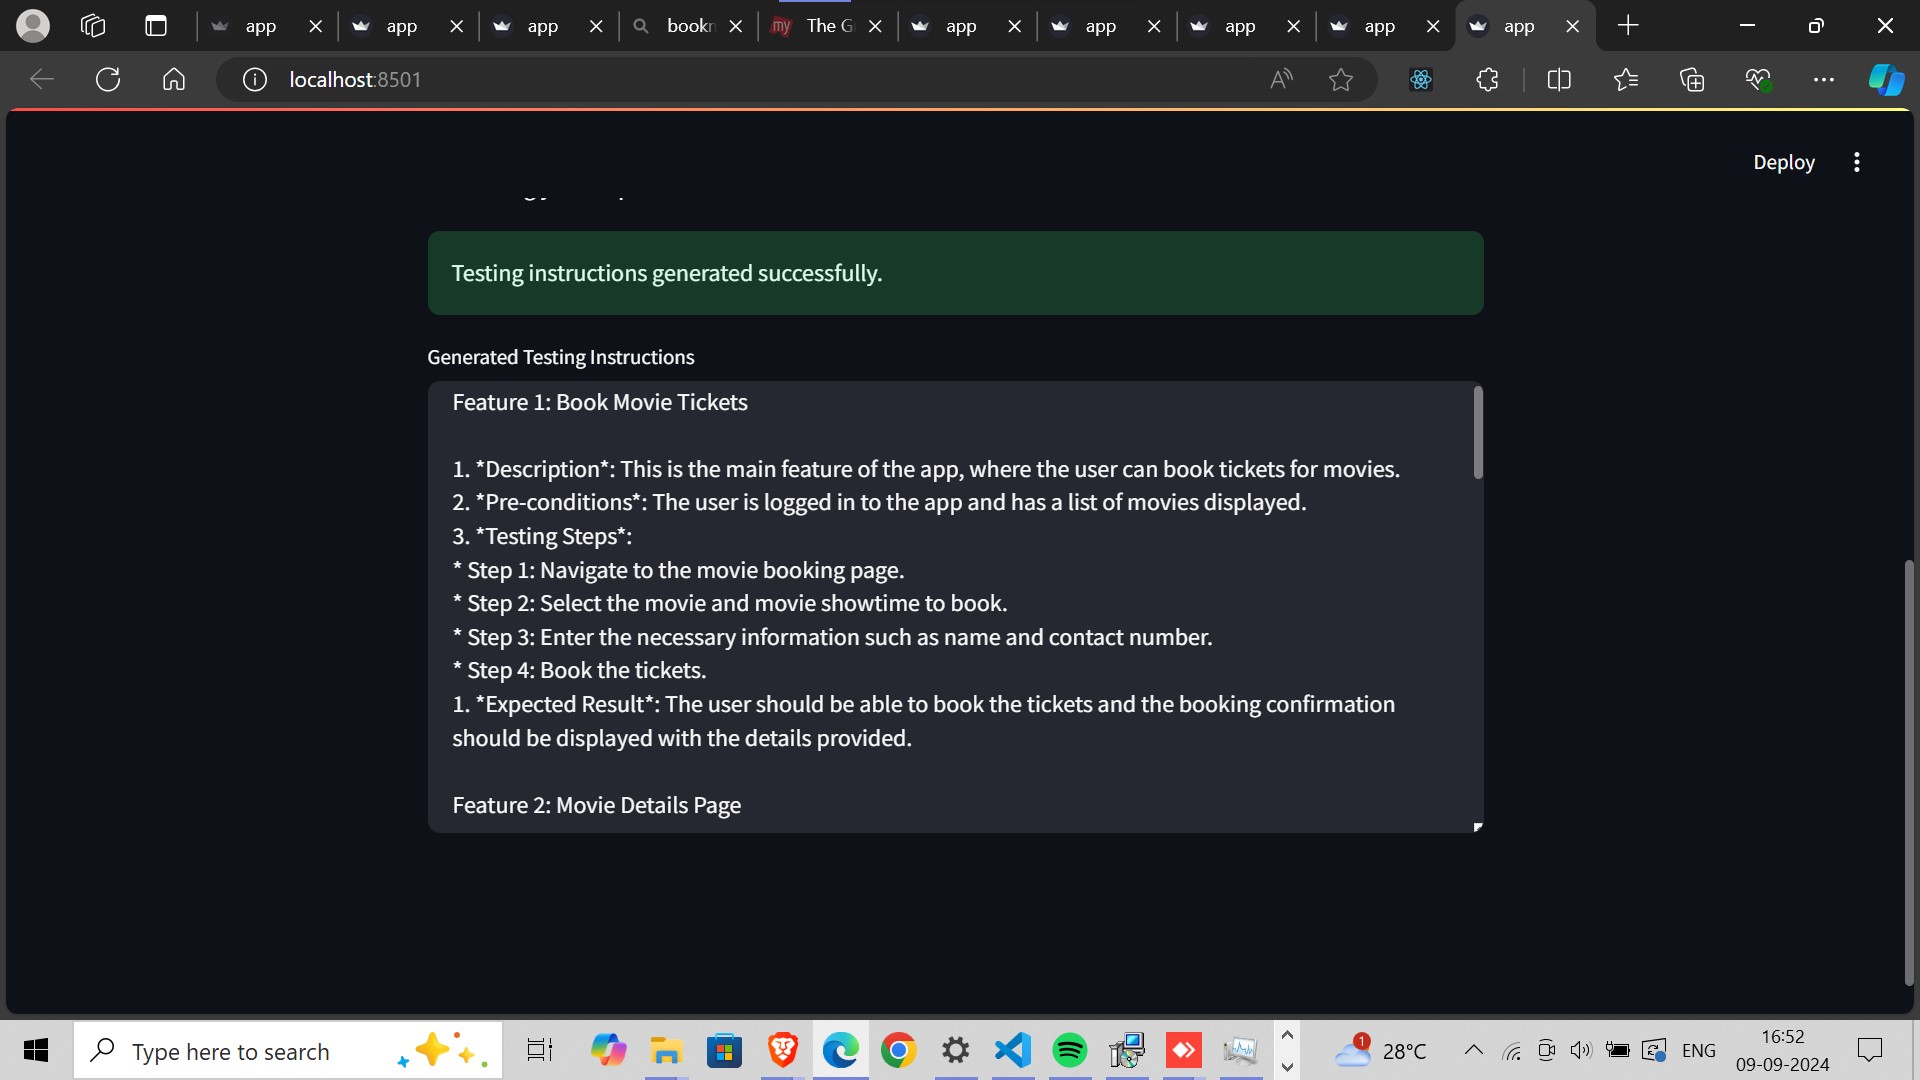 app
app
app
bookn
my The G
app
app
app
app
app
localhost:8501
Deploy
Testing instructions generated successfully.
Generated Testing Instructions
Feature 1: Book Movie Tickets
1. *Description*: This is the main feature of the app, where the user can book tickets for movies.
2. *Pre-conditions*: The user is logged in to the app and has a list of movies displayed.
3. *Testing Steps*:
* Step 1: Navigate to the movie booking page.
* Step 2: Select the movie and movie showtime to book.
* Step 3: Enter the necessary information such as name and contact number.
* Step 4: Book the tickets.
1. *Expected Result*: The user should be able to book the tickets and the booking confirmation
should be displayed with the details provided.
Feature 2: Movie Details Page
Type here to search
1
28°C
ENG
16:52
09-09-2024